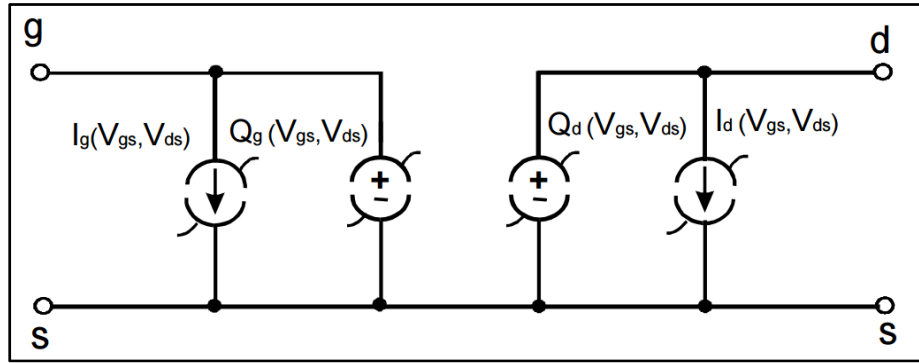 g
d
Ig(Vgs,Vds)
Qg(Vgs,Vds)
Qd(Vgs,Vds)
Id(Vgs,Vds)
+
-
+
-
s
s